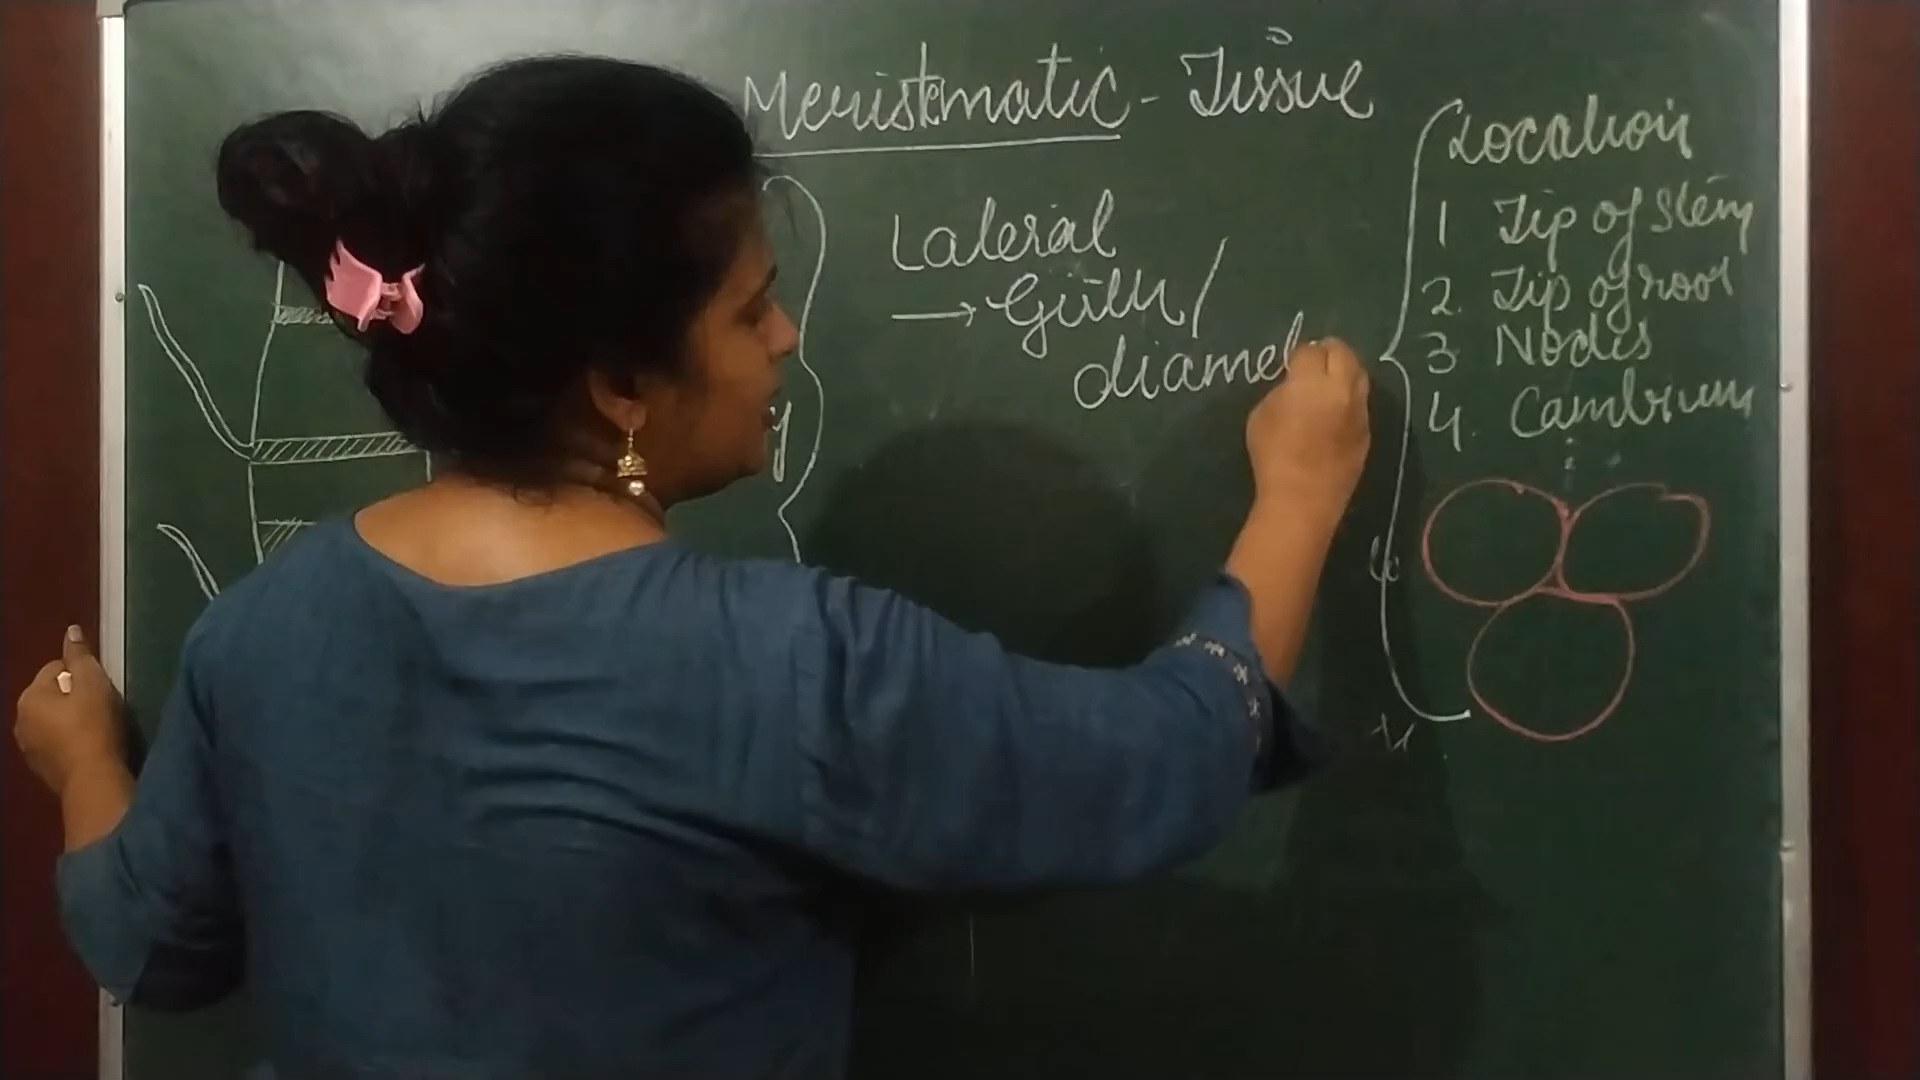 Meristematic - Tissue
Lateral
→ Girth /
diamet
y
Location
1 Tip of stem
2. Tip of root
3 Nodes
4. Cambium